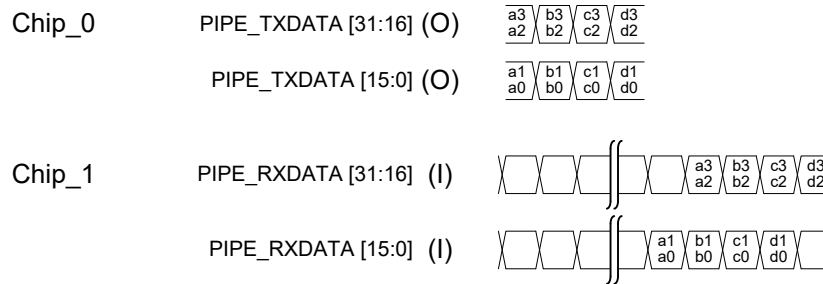 Chip_0 PIPE_TXDATA [31:16] (O) a3 b3 c3 d3
a2 b2 c2 d2
PIPE_TXDATA [15:0] (O) a1 b1 c1 d1
a0 b0 c0 d0
Chip_1 PIPE_RXDATA [31:16] (I) a3 b3 c3 d3
a2 b2 c2 d2
PIPE_RXDATA [15:0] (I) a1 b1 c1 d1
a0 b0 c0 d0